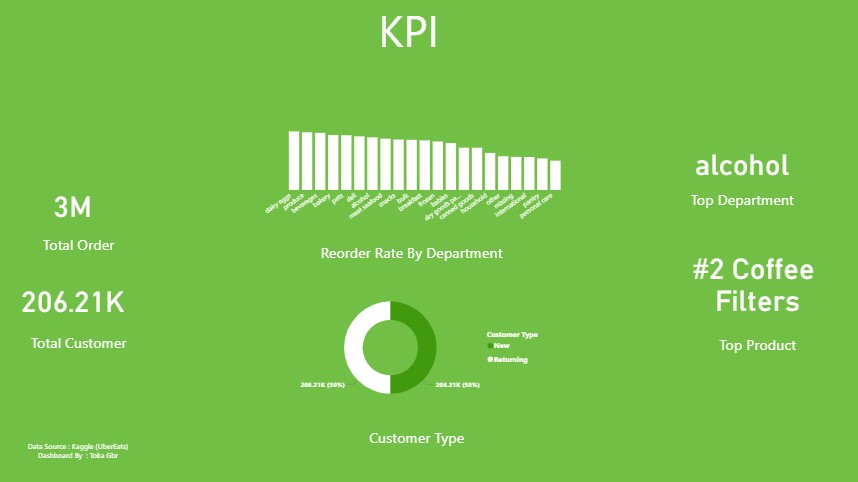 KPI
3M
Total Order
206.21K
Total Customer
dairy eggs
produce
beverages
bakery
pets
deli
alcohol
meat seafood
snacks
bulk
breakfast
frozen
babies
dry goods pa...
canned goods
household
other
missing
international
pantry
personal care
Reorder Rate By Department
Customer Type
New
Returning
206.21K (50%)
206.21K (50%)
Customer Type
alcohol
Top Department
#2 Coffee
Filters
Top Product
Data Source : Kaggle (UberEats)
Dashboard By : Toka Gbr